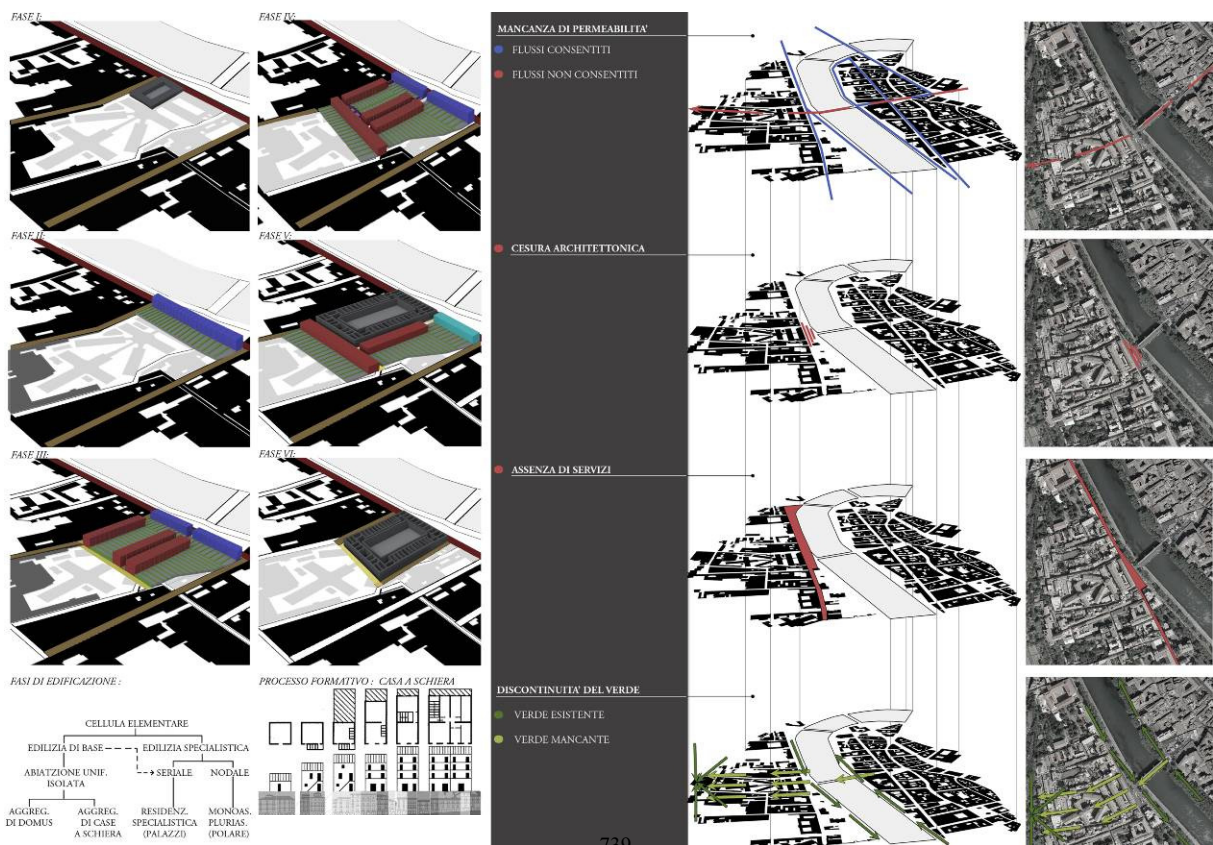 FASE I:
FASE IV:
FASE II:
FASE V:
FASE III:
FASE VI:
FASI DI EDIFICAZIONE :
CELLULA ELEMENTARE
EDILIZIA DI BASE
EDILIZIA SPECIALISTICA
ABIATZIONE UNIF.
ISOLATA
SERIALE
NODALE
AGGREG.
DI DOMUS
AGGREG.
DI CASE
A SCHIERA
RESIDENZ.
SPECIALISTICA
(PALAZZI)
MONOAS.
PLURIAS.
(POLARE)
PROCESSO FORMATIVO : CASA A SCHIERA
MANCANZA DI PERMEABILITA'
FLUSSI CONSENTITI
FLUSSI NON CONSENTITI
CESURA ARCHITETTONICA
ASSENZA DI SERVIZI
DISCONTINUITA' DEL VERDE
VERDE ESISTENTE
VERDE MANCANTE
739